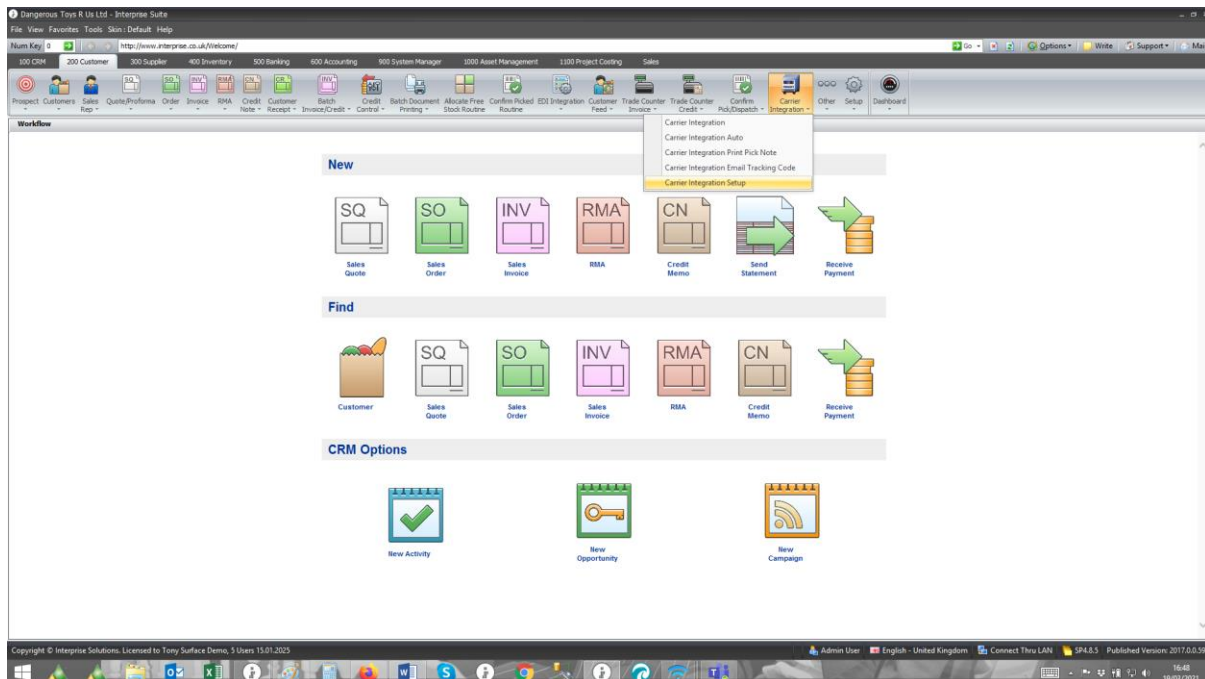 Dangerous Toys R Us Ltd - Interprise Suite
File View Favorites Tools Skin : Default Help
Num Key 0 http://www.interprise.co.uk/Welcome/ Go Options Write Support Mai
100 CRM 200 Customer 300 Supplier 400 Inventory 500 Banking 600 Accounting 900 System Manager 1000 Asset Management 1100 Project Costing Sales
Prospect Customers Sales Rep Quote/Proforma Order Invoice RMA Credit Note Customer Receipt Batch Invoice/Credit Credit Control Batch Document Printing Allocate Free Stock Routine Confirm Picked Routine EDI Integration Customer Feed Trade Counter Invoice Trade Counter Credit Confirm Pick/Dispatch Carrier Integration Other Setup Dashboard
Workflow
Carrier Integration
Carrier Integration Auto
Carrier Integration Print Pick Note
Carrier Integration Email Tracking Code
Carrier Integration Setup
New
SQ SO INV RMA CN
Sales Quote Sales Order Sales Invoice RMA Credit Memo Send Statement Receive Payment
Find
SQ SO INV RMA CN
Customer Sales Quote Sales Order Sales Invoice RMA Credit Memo Receive Payment
CRM Options
New Activity New Opportunity New Campaign
Copyright © Interprise Solutions. Licensed to Tony Surface Demo, 5 Users 15.01.2025 Admin User English - United Kingdom Connect Thru LAN SP4.8.5 Published Version: 2017.0.0.59
16:48